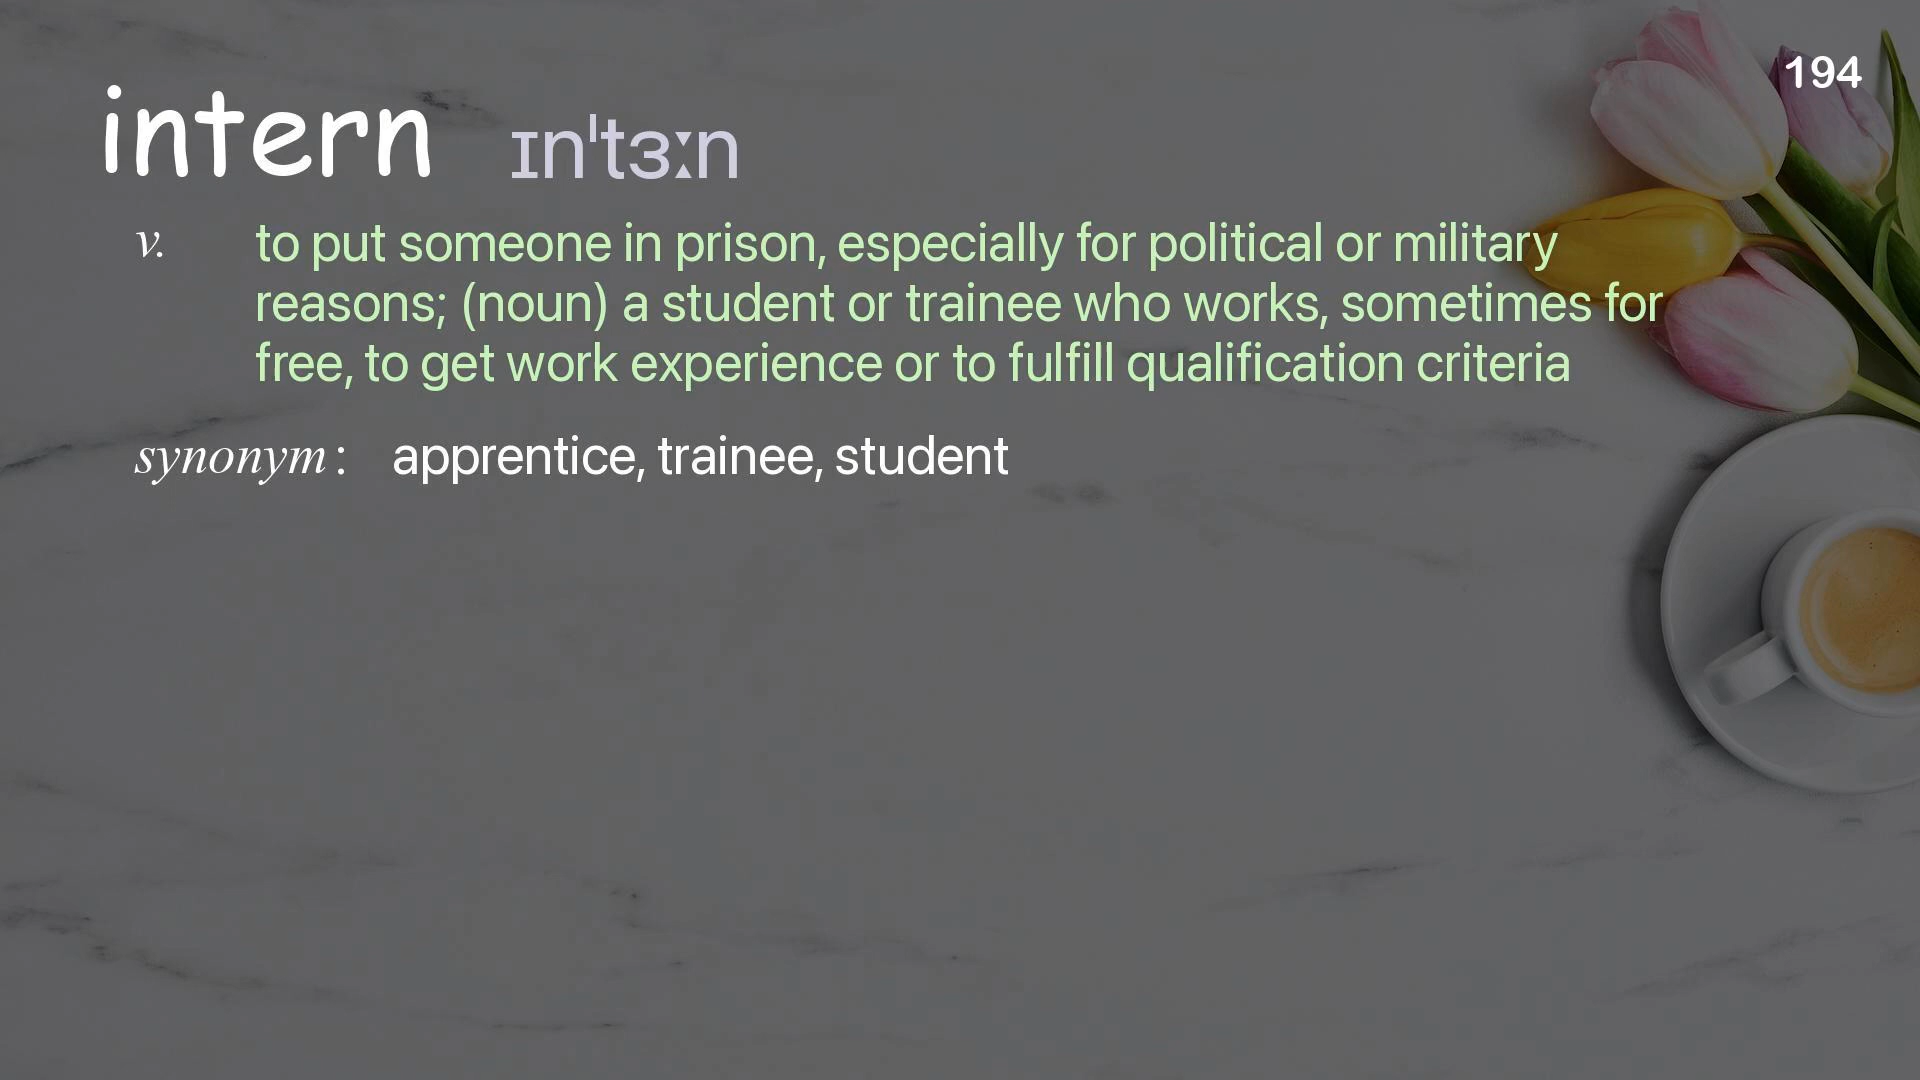 194
intern ɪnˈtɜːn
v. to put someone in prison, especially for political or military
reasons; (noun) a student or trainee who works, sometimes for
free, to get work experience or to fulfill qualification criteria
synonym : apprentice, trainee, student